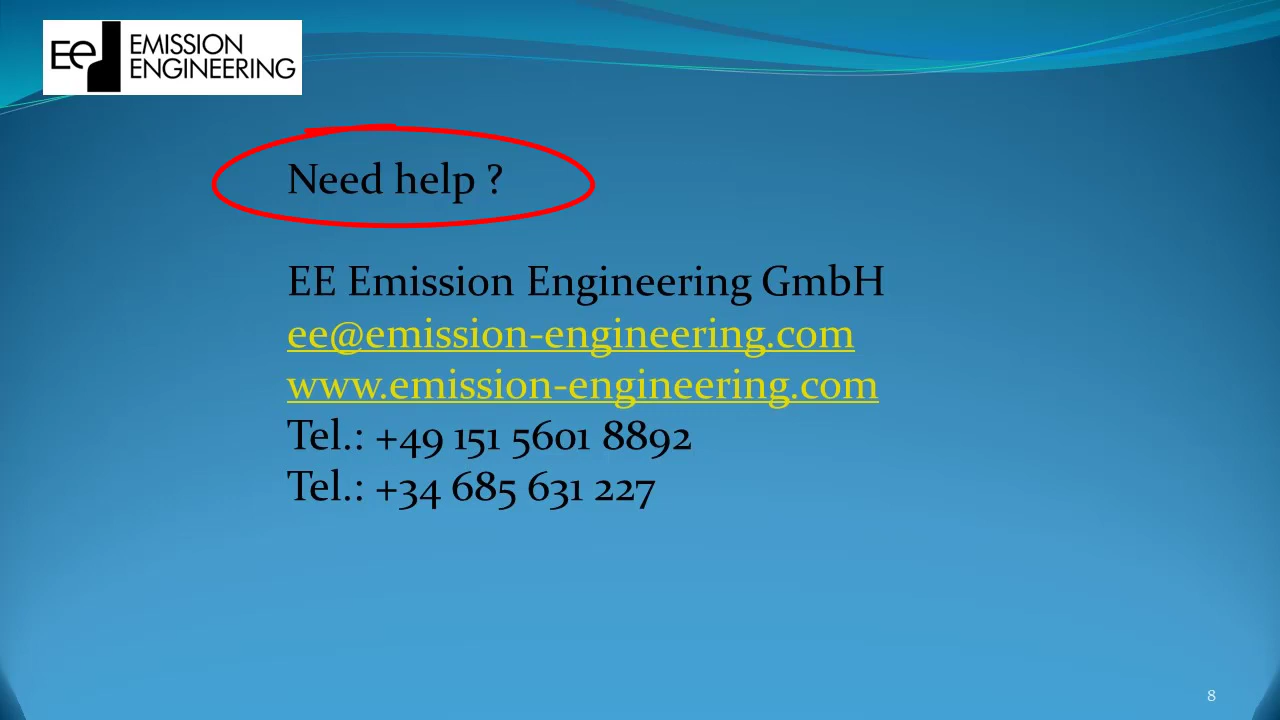 Ee EMISSION
ENGINEERING
Need help ?
EE Emission Engineering GmbH
ee@emission-engineering.com
www.emission-engineering.com
Tel.: +49 151 5601 8892
Tel.: +34 685 631 227
8